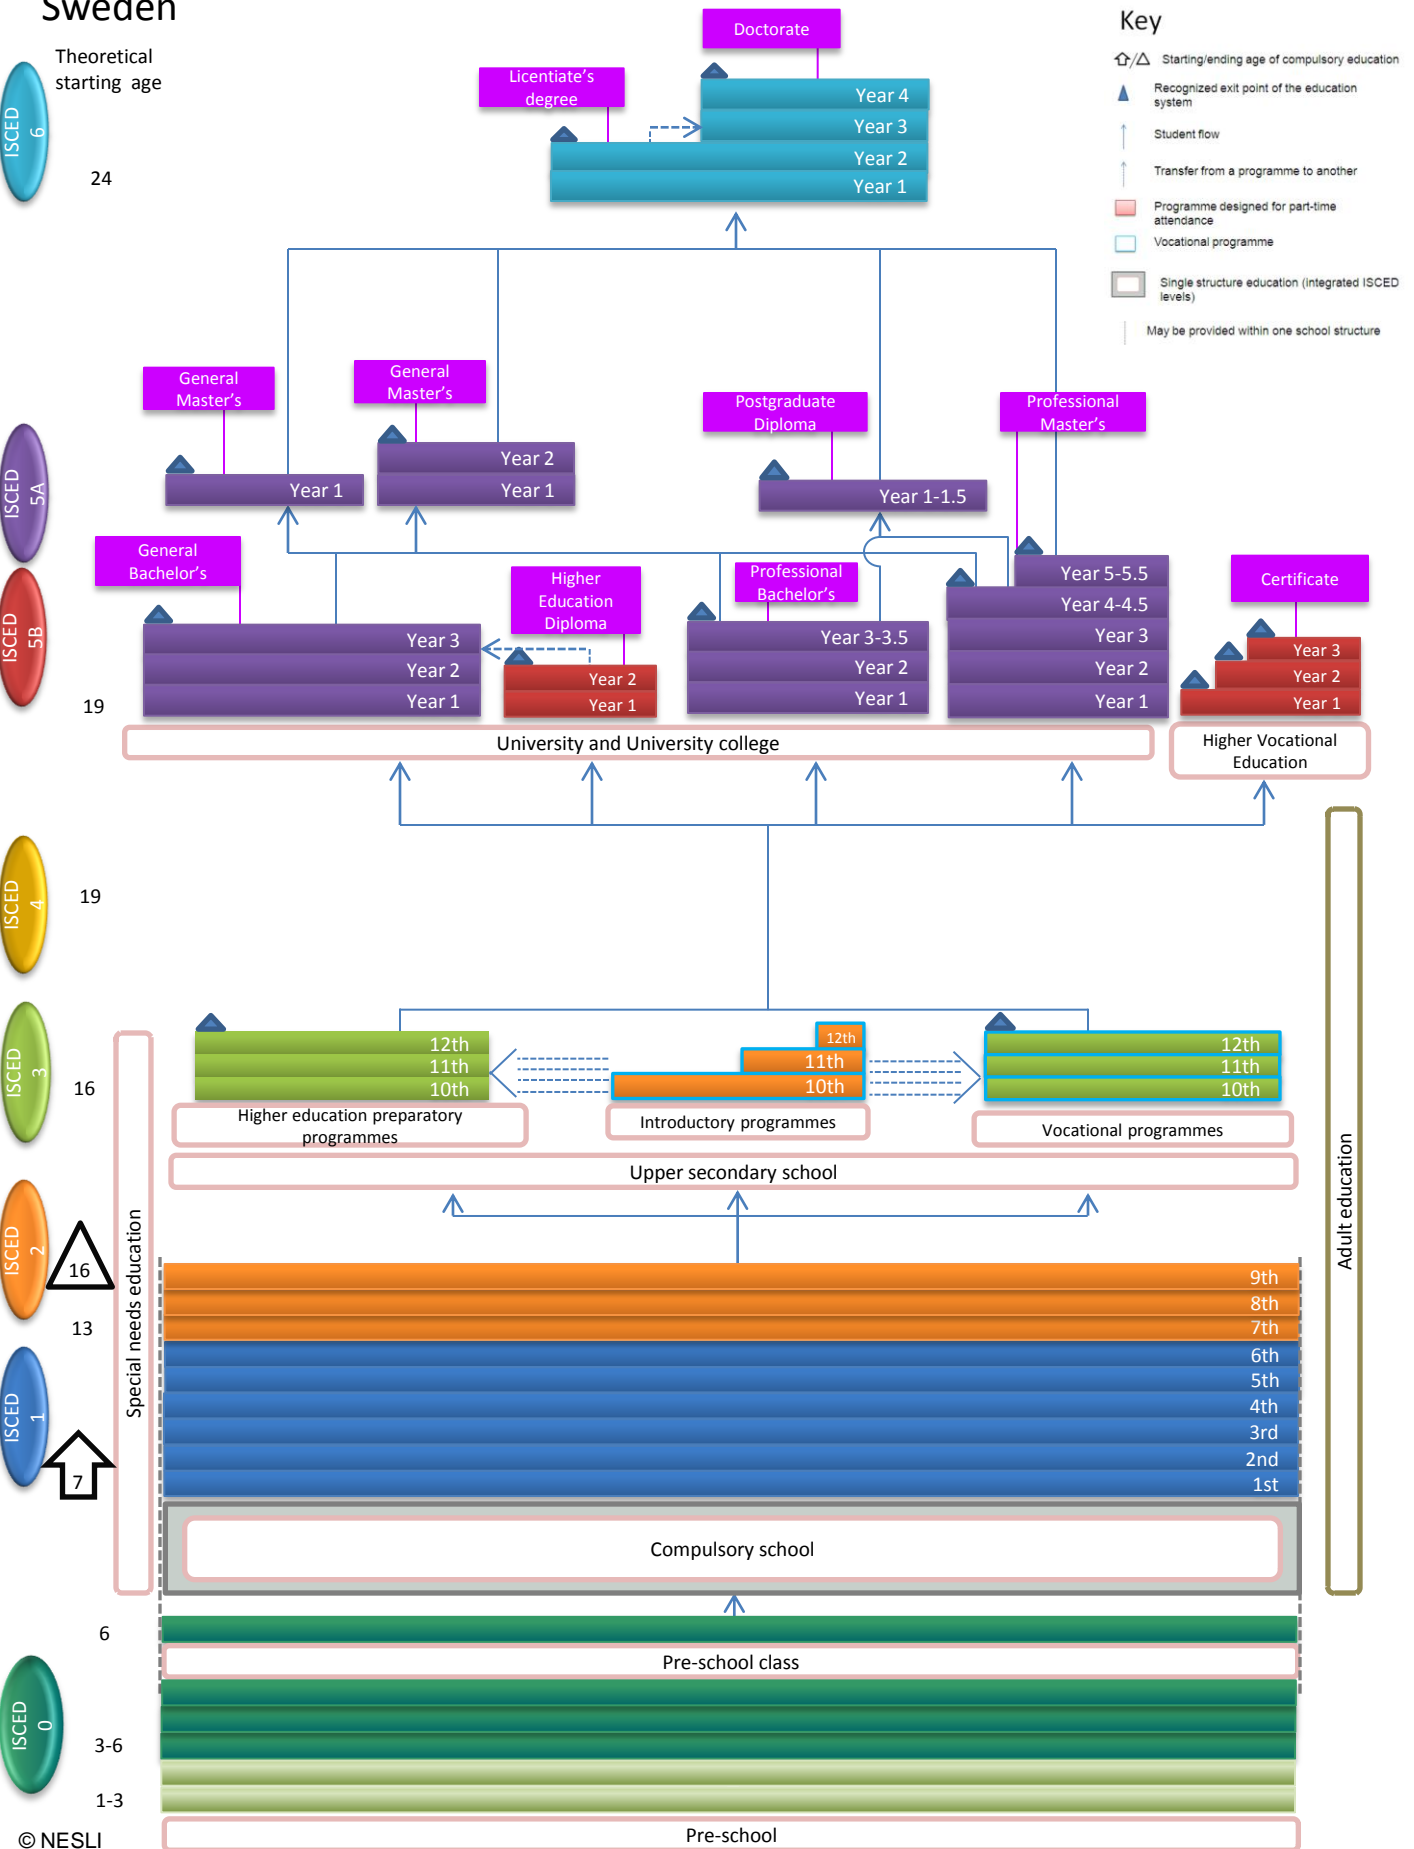 Sweden
Theoretical
starting age
Key
Starting/ending age of compulsory education
Recognized exit point of the education
system
Student flow
Transfer from a programme to another
Programme designed for part-time
attendance
Vocational programme
Single structure education (integrated ISCED
levels)
May be provided within one school structure
ISCED
6
24
Doctorate
Licentiate's
degree
Year 4
Year 3
Year 2
Year 1
ISCED
5A
General
Master's
General
Master's
Postgraduate
Diploma
Professional
Master's
Year 1
Year 2
Year 1
Year 1-1.5
ISCED
5B
19
General
Bachelor's
Year 3
Year 2
Year 1
Higher
Education
Diploma
Year 2
Year 1
Professional
Bachelor's
Year 3-3.5
Year 2
Year 1
Year 5-5.5
Year 4-4.5
Year 3
Year 2
Year 1
Certificate
Year 3
Year 2
Year 1
University and University college
Higher Vocational
Education
ISCED
4
19
ISCED
3
16
12th
11th
10th
Higher education preparatory
programmes
12th
11th
10th
Introductory programmes
12th
11th
10th
Vocational programmes
Upper secondary school
Special needs education
Adult education
ISCED
2
16
13
9th
8th
7th
ISCED
1
7
6th
5th
4th
3rd
2nd
1st
Compulsory school
6
Pre-school class
ISCED
0
3-6
1-3
Pre-school
© NESLI